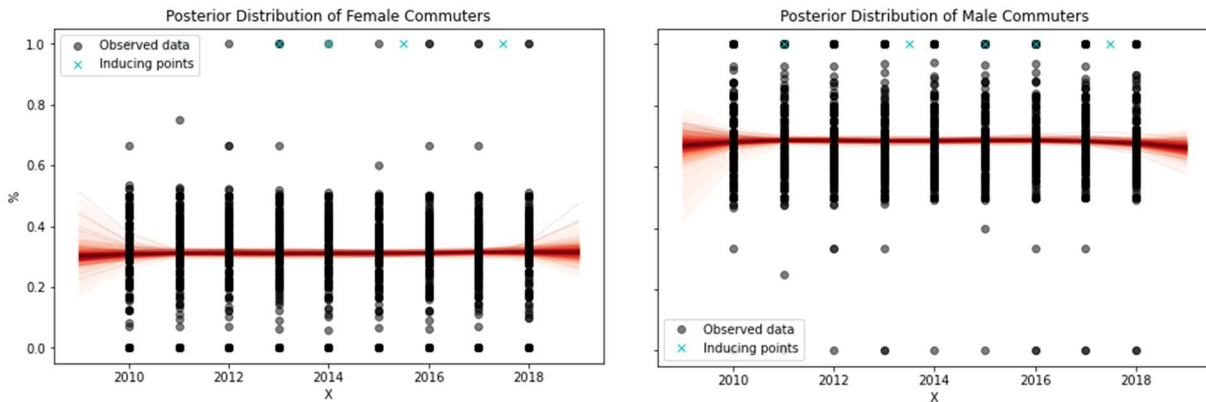 Posterior Distribution of Female Commuters
1.0
0.8
0.6
0.4
0.2
0.0
%
Observed data
Inducing points
2010
2012
2014
2016
2018
X
Posterior Distribution of Male Commuters
Observed data
Inducing points
2010
2012
2014
2016
2018
X